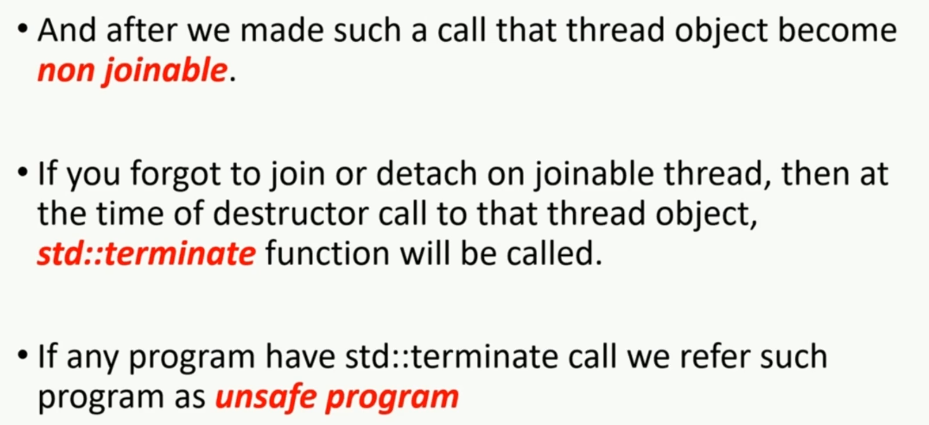 • And after we made such a call that thread object become
non joinable.
• If you forgot to join or detach on joinable thread, then at
the time of destructor call to that thread object,
std::terminate function will be called.
• If any program have std::terminate call we refer such
program as unsafe program